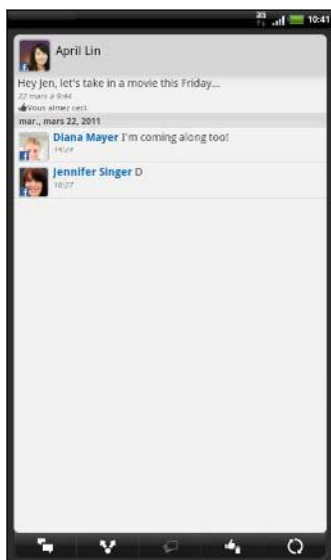 10:41
April Lin
Hey Jen, let's take in a movie this Friday...
22 mars à 9:44
Vous aimez ceci.
mar., mars 22, 2011
Diana Mayer I'm coming along too!
Jennifer Singer D
10:27